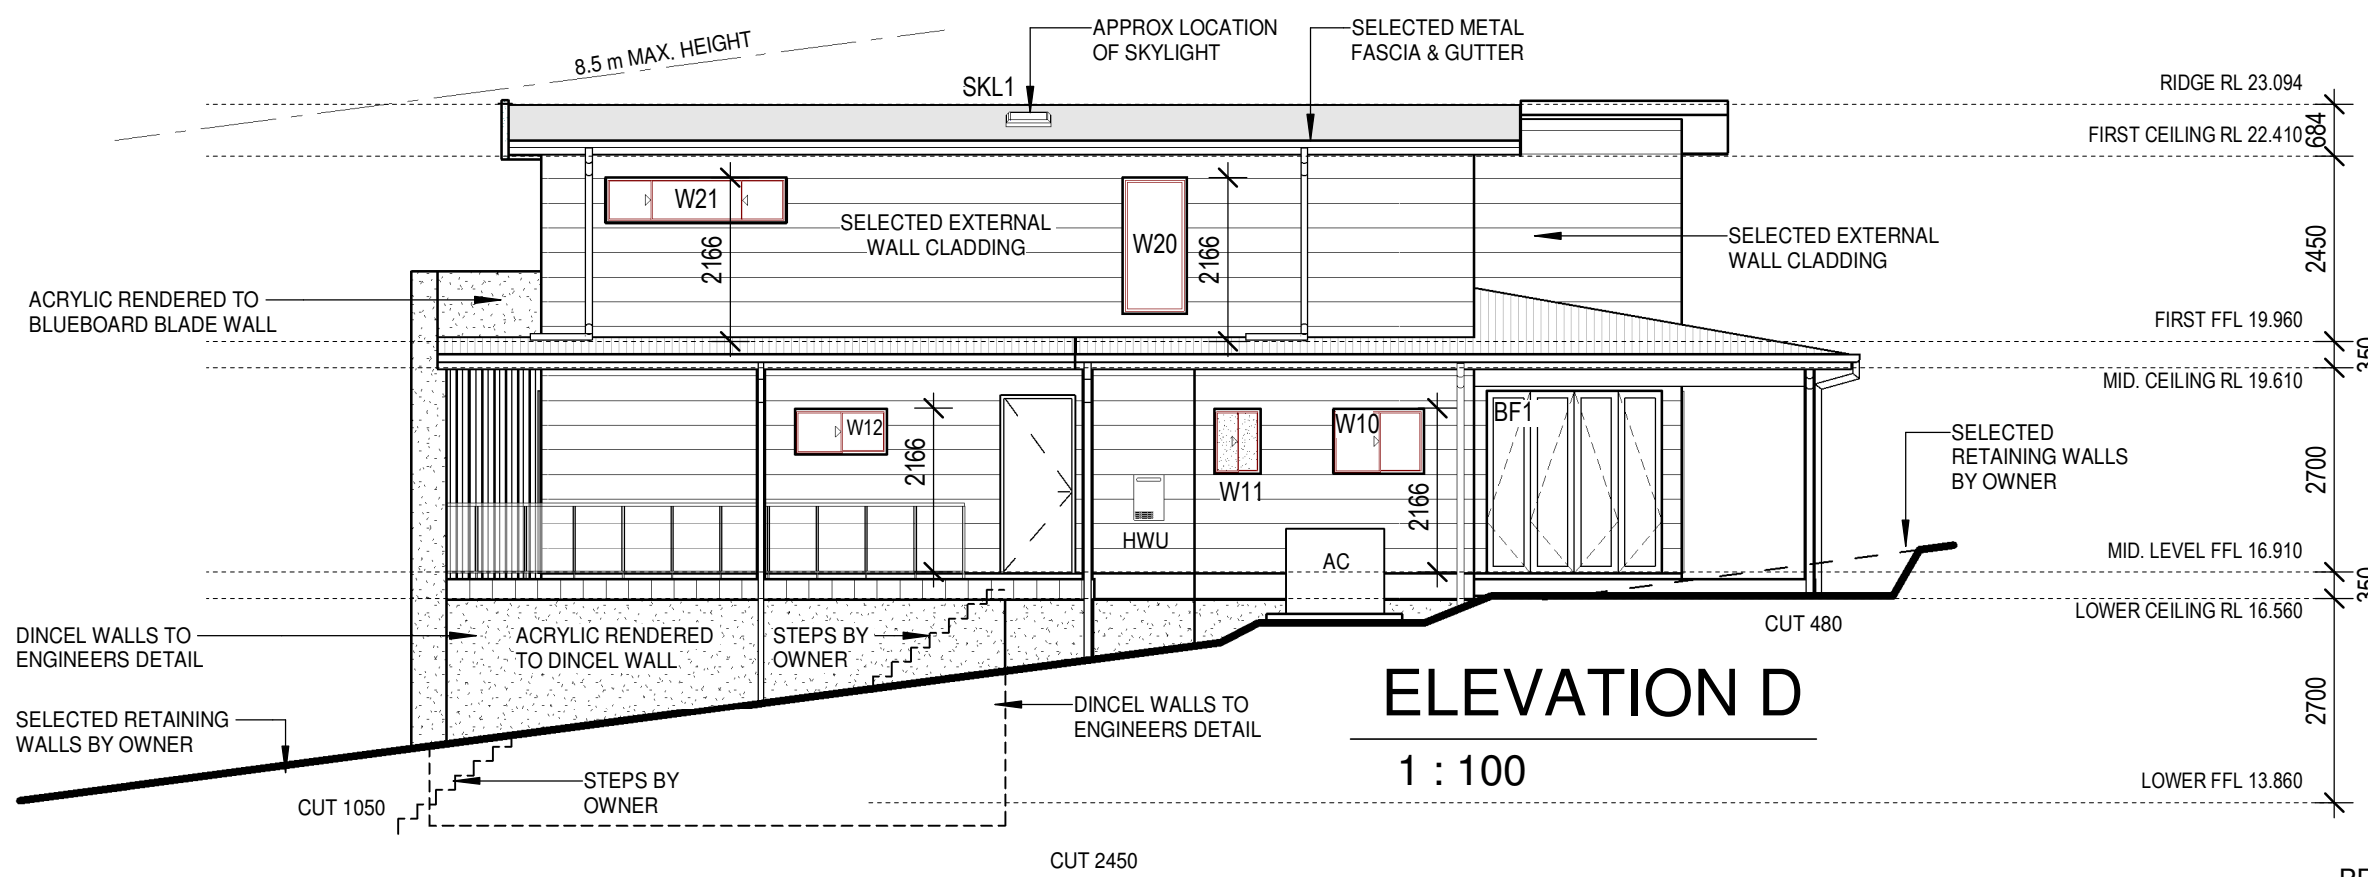 8.5 m MAX. HEIGHT
APPROX LOCATION
OF SKYLIGHT
SELECTED METAL
FASCIA & GUTTER
SKL1
RIDGE RL 23.094
684
FIRST CEILING RL 22.410
W21
SELECTED EXTERNAL
WALL CLADDING
2166
W20
2166
SELECTED EXTERNAL
WALL CLADDING
2450
ACRYLIC RENDERED TO
BLUEBOARD BLADE WALL
FIRST FFL 19.960
350
MID. CEILING RL 19.610
W12
2166
W11
W10
2166
BF1
HWU
AC
SELECTED
RETAINING WALLS
BY OWNER
2700
MID. LEVEL FFL 16.910
350
LOWER CEILING RL 16.560
CUT 480
DINCEL WALLS TO
ENGINEERS DETAIL
ACRYLIC RENDERED
TO DINCEL WALL
STEPS BY
OWNER
SELECTED RETAINING
WALLS BY OWNER
DINCEL WALLS TO
ENGINEERS DETAIL
ELEVATION D
1 : 100
2700
LOWER FFL 13.860
STEPS BY
OWNER
CUT 1050
CUT 2450